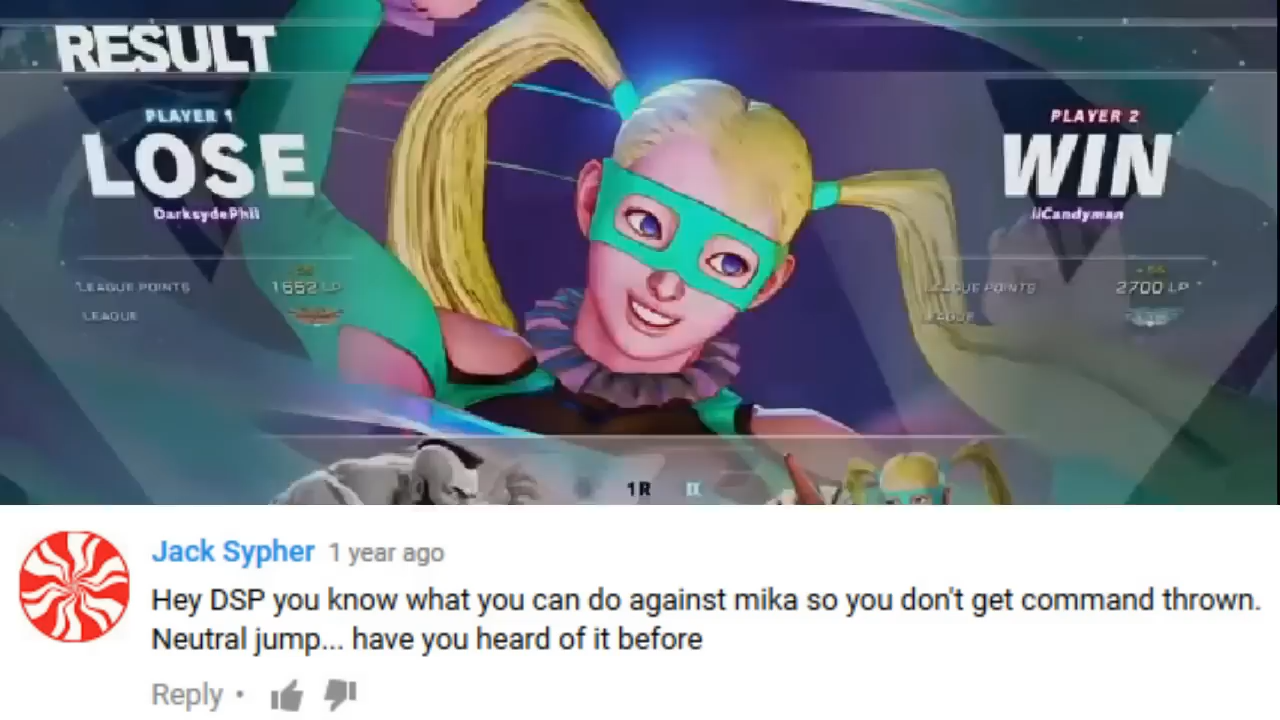 RESULT
PLAYER 1
LOSE
DarksydePhil
LEAGUE POINTS 1652 LP
LEAGUE
PLAYER 2
WIN
iiCandyman
LEAGUE POINTS 2700 LP
LEAGUE
1R
Jack Sypher 1 year ago
Hey DSP you know what you can do against mika so you don't get command thrown.
Neutral jump... have you heard of it before
Reply •